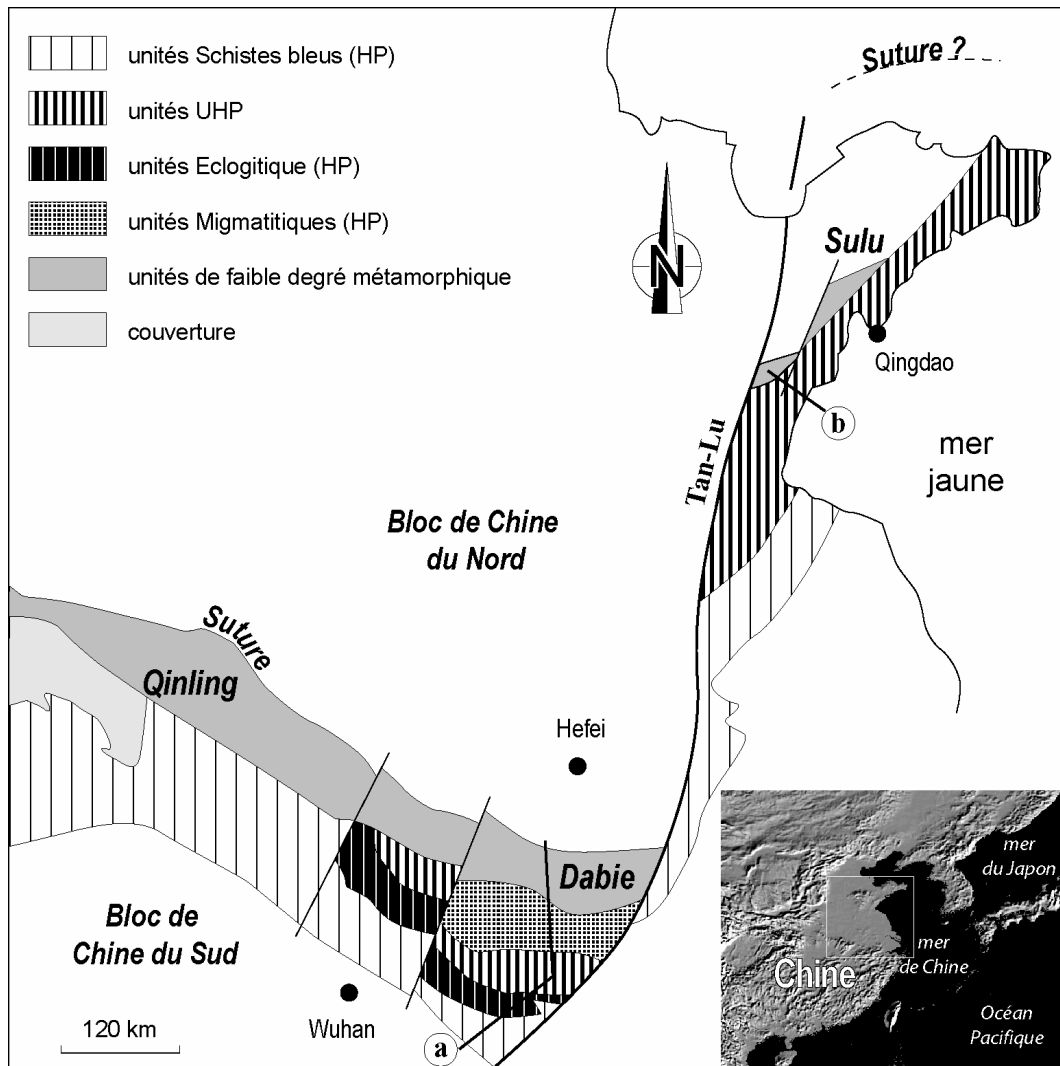 unités Schistes bleus (HP)
unités UHP
unités Eclogitique (HP)
unités Migmatitiques (HP)
unités de faible degré métamorphique
couverture
Suture ?
N
Sulu
Qingdao
b
Tan-Lu
mer
jaune
Bloc de Chine
du Nord
Suture
Qinling
Hefei
Dabie
Bloc de
Chine du Sud
Wuhan
120 km
a
mer
du Japon
mer
de Chine
Chine
Océan
Pacifique